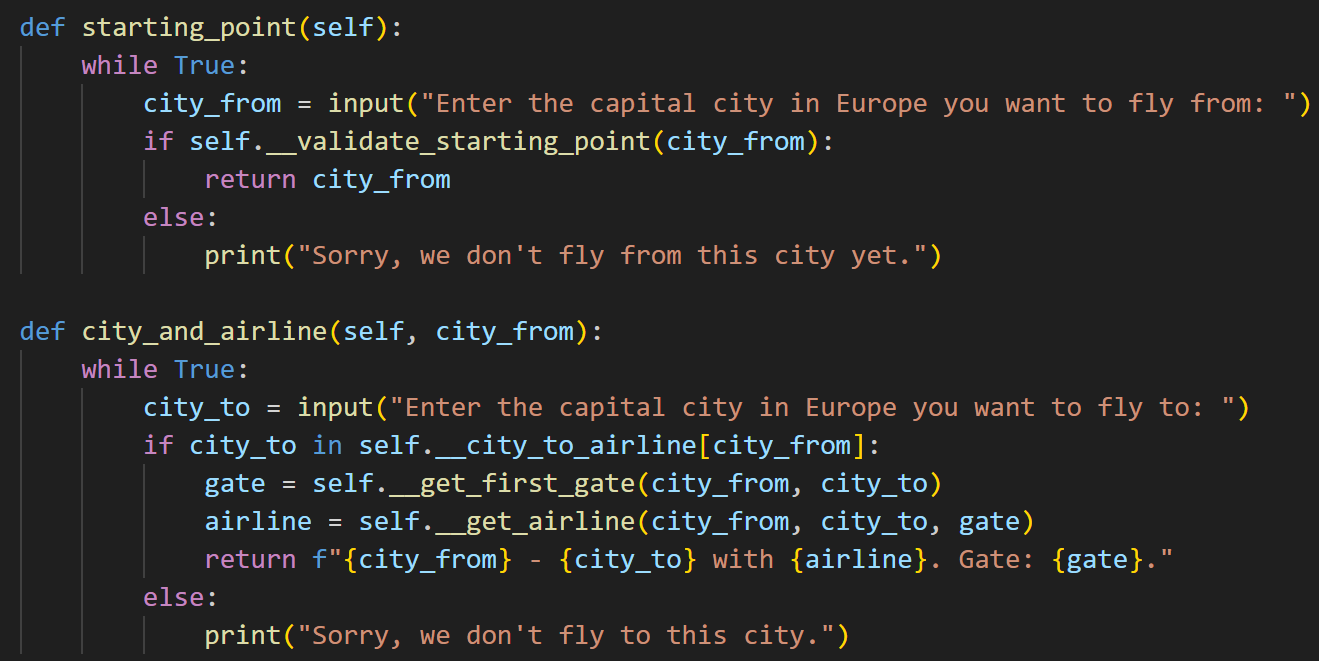 def starting_point(self):
    while True:
        city_from = input("Enter the capital city in Europe you want to fly from: ")
        if self.__validate_starting_point(city_from):
            return city_from
        else:
            print("Sorry, we don't fly from this city yet.")

def city_and_airline(self, city_from):
    while True:
        city_to = input("Enter the capital city in Europe you want to fly to: ")
        if city_to in self.__city_to_airline[city_from]:
            gate = self.__get_first_gate(city_from, city_to)
            airline = self.__get_airline(city_from, city_to, gate)
            return f"{city_from} - {city_to} with {airline}. Gate: {gate}."
        else:
            print("Sorry, we don't fly to this city.")